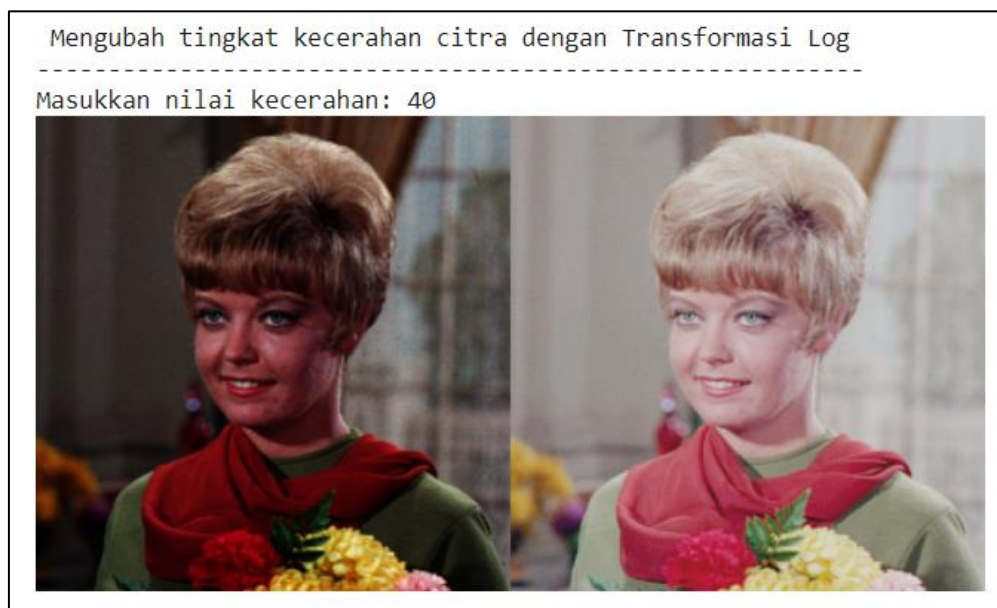 Mengubah tingkat kecerahan citra dengan Transformasi Log
----------------------------------------------------------
Masukkan nilai kecerahan: 40